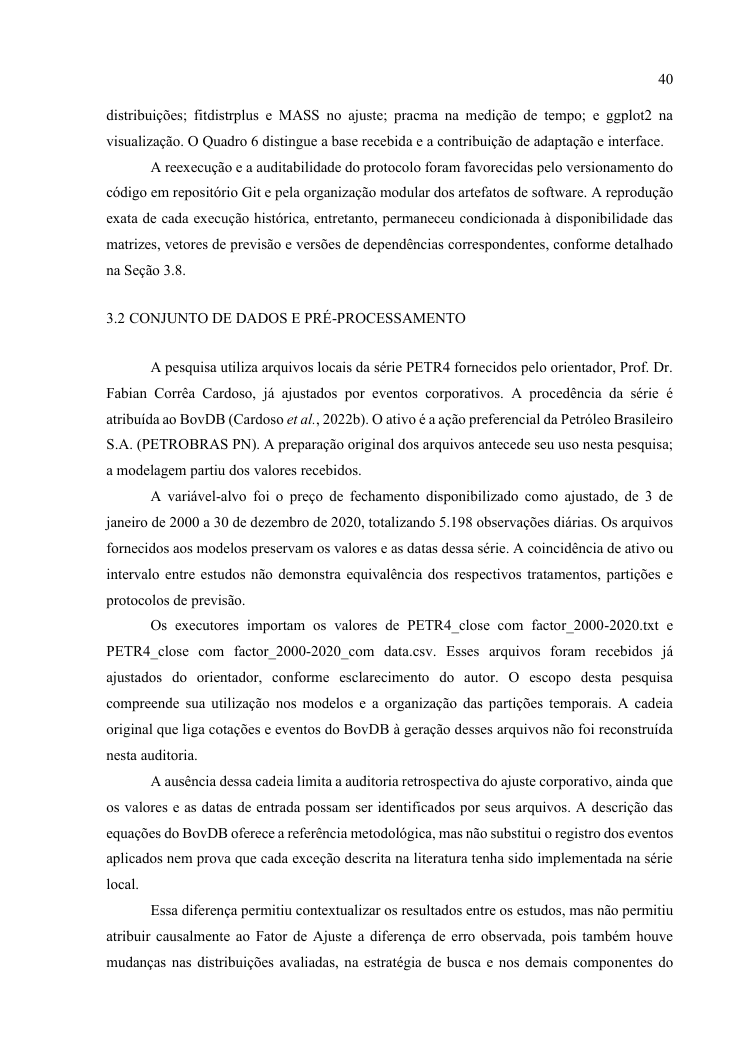 40
distribuições; fitdistrplus e MASS no ajuste; pracma na medição de tempo; e ggplot2 na
visualização. O Quadro 6 distingue a base recebida e a contribuição de adaptação e interface.
A reexecução e a auditabilidade do protocolo foram favorecidas pelo versionamento do
código em repositório Git e pela organização modular dos artefatos de software. A reprodução
exata de cada execução histórica, entretanto, permaneceu condicionada à disponibilidade das
matrizes, vetores de previsão e versões de dependências correspondentes, conforme detalhado
na Seção 3.8.
3.2 CONJUNTO DE DADOS E PRÉ-PROCESSAMENTO
A pesquisa utiliza arquivos locais da série PETR4 fornecidos pelo orientador, Prof. Dr.
Fabian Corrêa Cardoso, já ajustados por eventos corporativos. A procedência da série é
atribuída ao BovDB (Cardoso et al., 2022b). O ativo é a ação preferencial da Petróleo Brasileiro
S.A. (PETROBRAS PN). A preparação original dos arquivos antecede seu uso nesta pesquisa;
a modelagem partiu dos valores recebidos.
A variável-alvo foi o preço de fechamento disponibilizado como ajustado, de 3 de
janeiro de 2000 a 30 de dezembro de 2020, totalizando 5.198 observações diárias. Os arquivos
fornecidos aos modelos preservam os valores e as datas dessa série. A coincidência de ativo ou
intervalo entre estudos não demonstra equivalência dos respectivos tratamentos, partições e
protocolos de previsão.
Os executores importam os valores de PETR4_close com factor_2000-2020.txt e
PETR4_close com factor_2000-2020_com data.csv. Esses arquivos foram recebidos já
ajustados do orientador, conforme esclarecimento do autor. O escopo desta pesquisa
compreende sua utilização nos modelos e a organização das partições temporais. A cadeia
original que liga cotações e eventos do BovDB à geração desses arquivos não foi reconstruída
nesta auditoria.
A ausência dessa cadeia limita a auditoria retrospectiva do ajuste corporativo, ainda que
os valores e as datas de entrada possam ser identificados por seus arquivos. A descrição das
equações do BovDB oferece a referência metodológica, mas não substitui o registro dos eventos
aplicados nem prova que cada exceção descrita na literatura tenha sido implementada na série
local.
Essa diferença permitiu contextualizar os resultados entre os estudos, mas não permitiu
atribuir causalmente ao Fator de Ajuste a diferença de erro observada, pois também houve
mudanças nas distribuições avaliadas, na estratégia de busca e nos demais componentes do